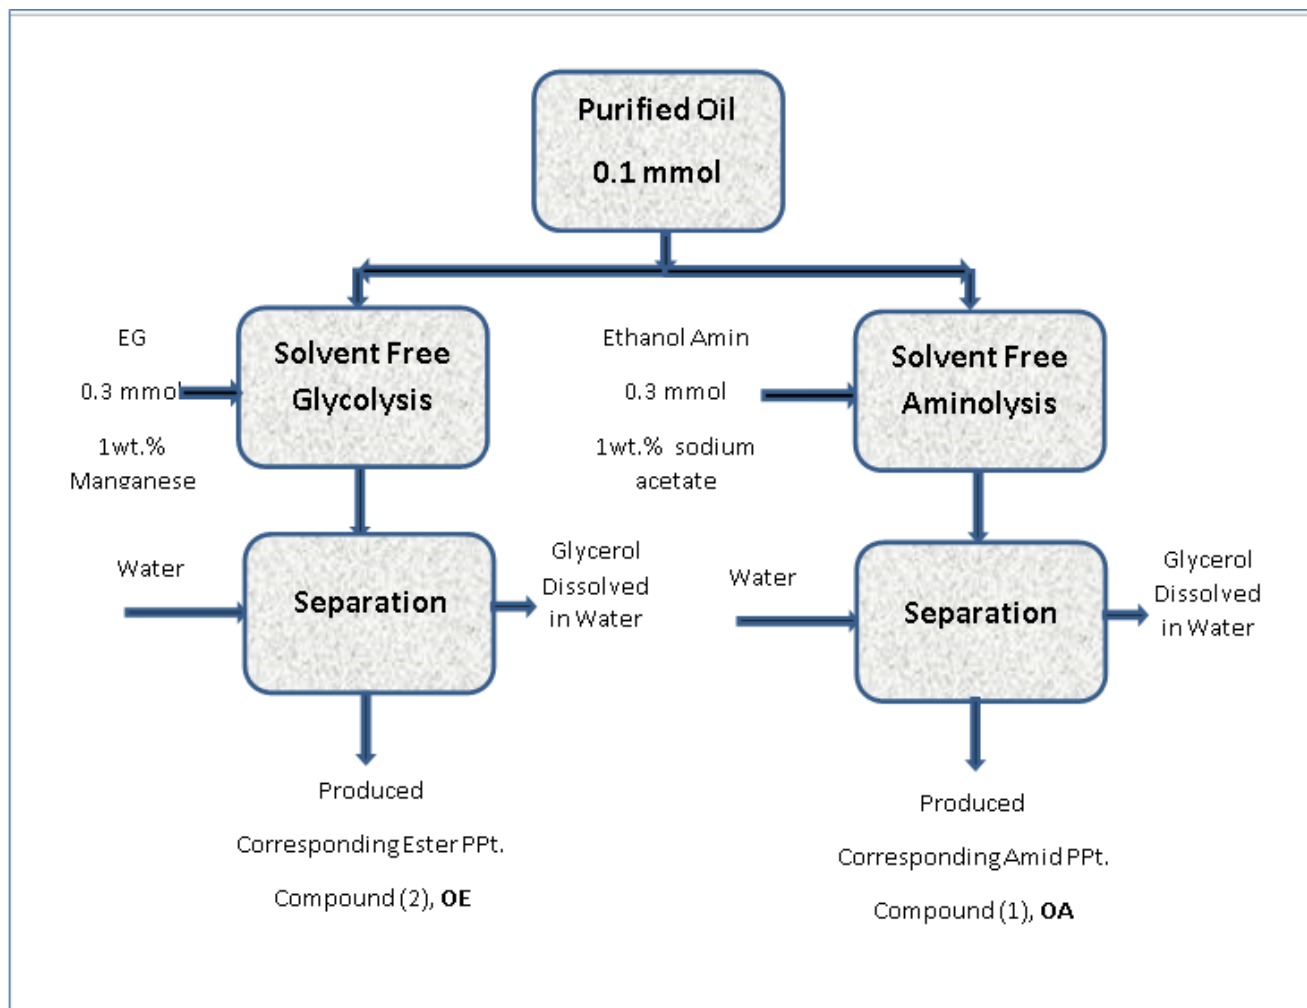 Purified Oil
0.1 mmol
EG
0.3 mmol
1wt.%
Manganese
Solvent Free
Glycolysis
Ethanol Amin
0.3 mmol
1wt.% sodium
acetate
Solvent Free
Aminolysis
Water
Separation
Glycerol
Dissolved
in Water
Water
Separation
Glycerol
Dissolved
in Water
Produced
Corresponding Ester PPt.
Compound (2), OE
Produced
Corresponding Amid PPt.
Compound (1), OA